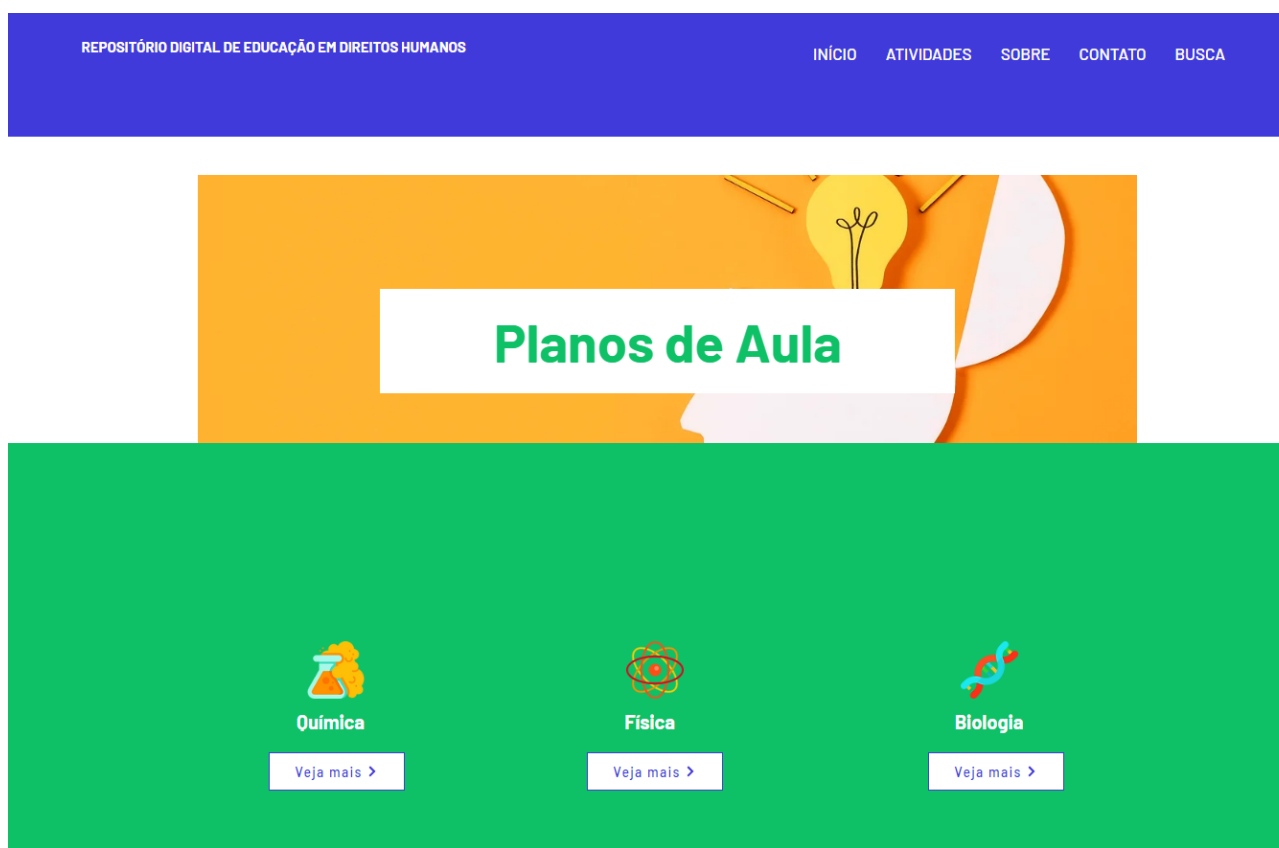 REPOSITÓRIO DIGITAL DE EDUCAÇÃO EM DIREITOS HUMANOS
INÍCIO ATIVIDADES SOBRE CONTATO BUSCA
Planos de Aula
Química Física Biologia
Veja mais Veja mais Veja mais